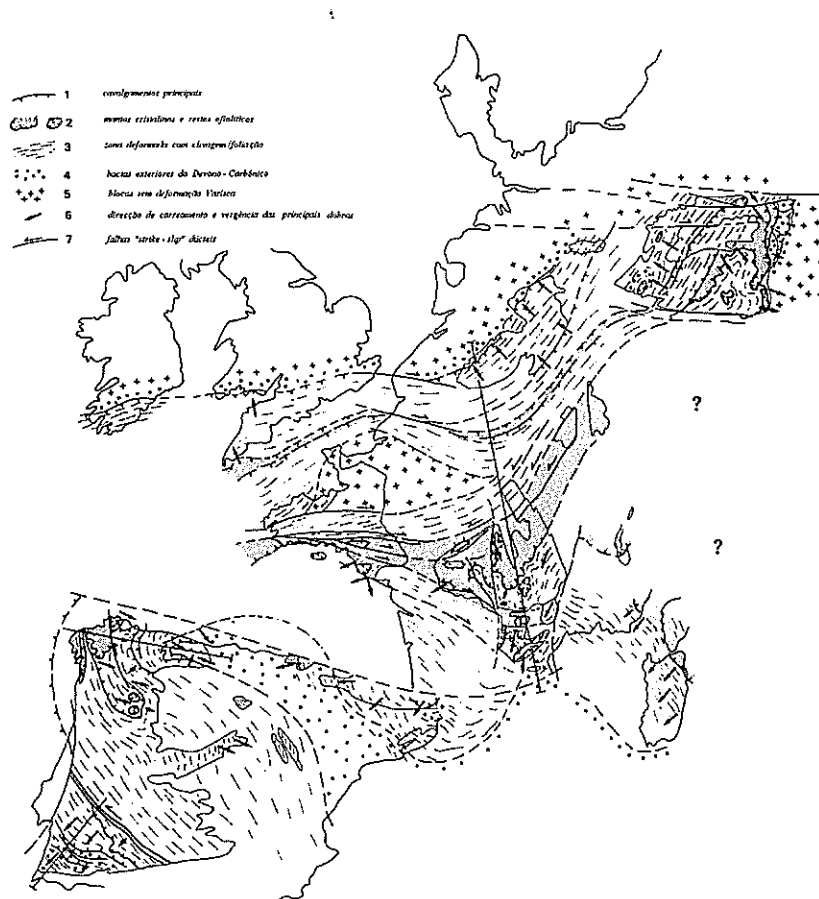 1 cavalgamentos principais
2 mantos cristalinos e restos ofiolíticos
3 zona deformada com clivagem/foliação
4 bacias exteriores do Devono-Carbónico
5 blocos sem deformação Varisca
6 direcção de carreamento e vergência das principais dobras
7 falhas "strike-slip" dúcteis
?
?